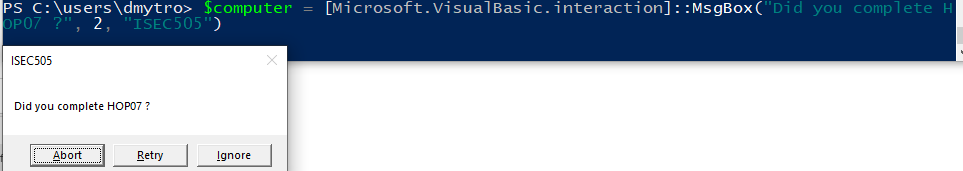 PS C:\users\dmytro> $computer = [Microsoft.VisualBasic.interaction]::MsgBox("Did you complete H
OP07 ?", 2, "ISEC505")
ISEC505
Did you complete HOP07 ?
Abort Retry Ignore